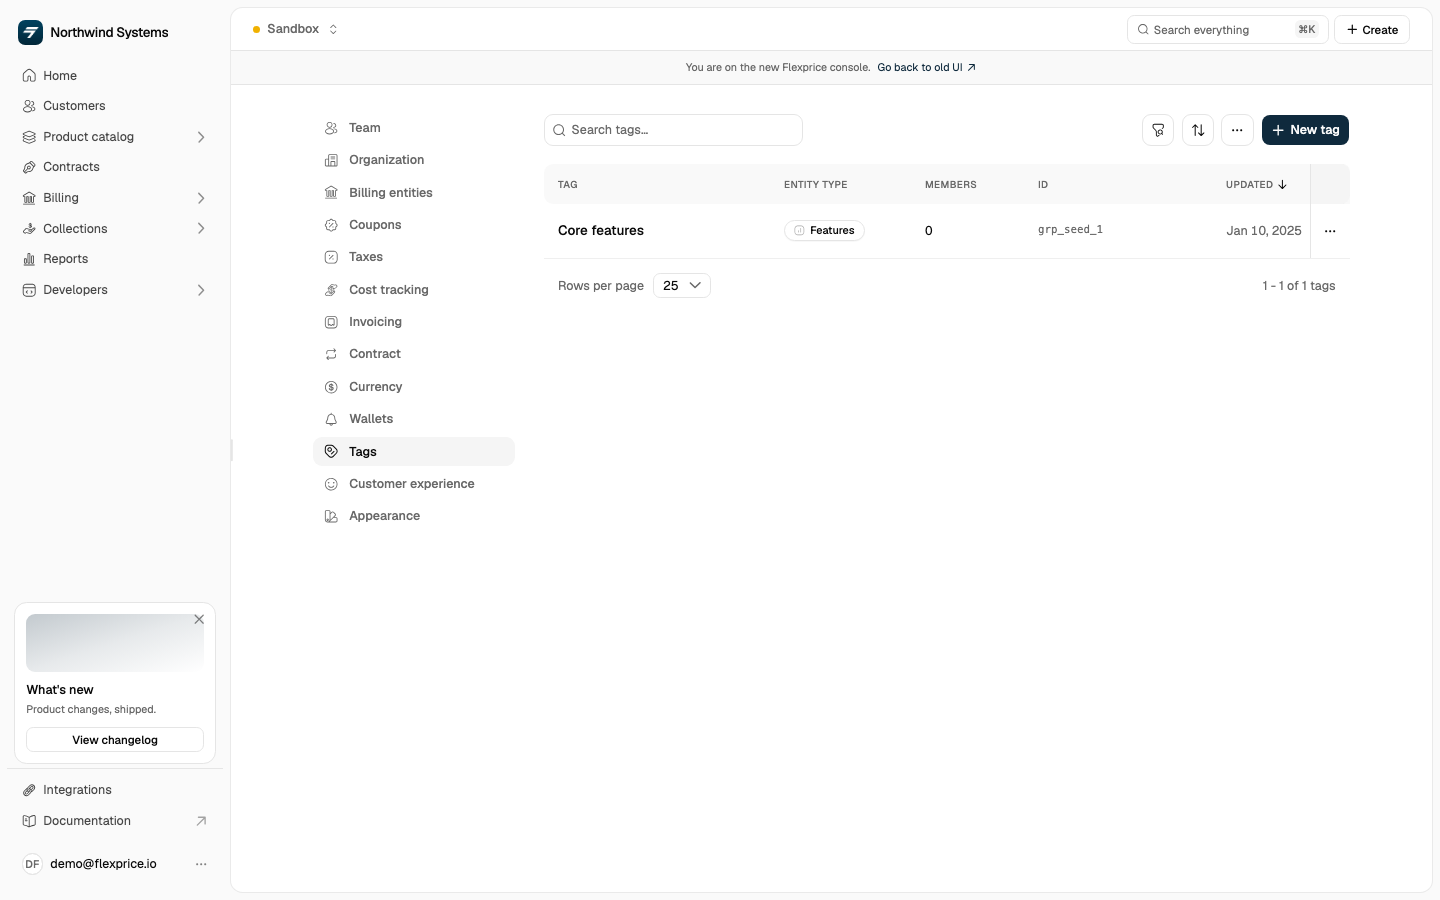 Northwind Systems
Home
Customers
Product catalog
Contracts
Billing
Collections
Reports
Developers
What's new
Product changes, shipped.
View changelog
Integrations
Documentation
DF demo@flexprice.io
Sandbox
Search everything ⌘K
Create
You are on the new Flexprice console. Go back to old UI
Team
Organization
Billing entities
Coupons
Taxes
Cost tracking
Invoicing
Contract
Currency
Wallets
Tags
Customer experience
Appearance
Search tags...
New tag
TAG ENTITY TYPE MEMBERS ID UPDATED
Core features Features 0 grp_seed_1 Jan 10, 2025
Rows per page 25 1 - 1 of 1 tags